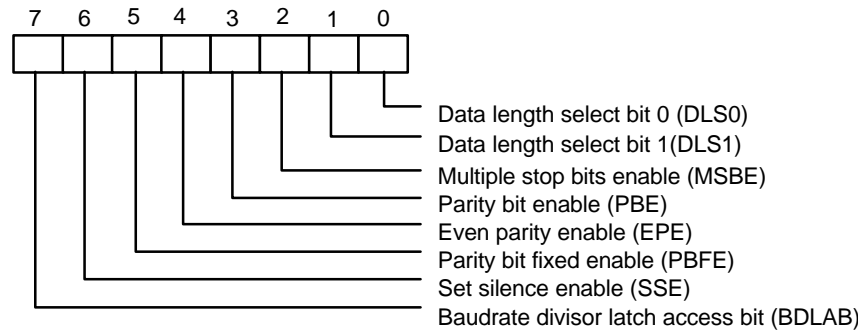 7 6 5 4 3 2 1 0
Data length select bit 0 (DLS0)
Data length select bit 1(DLS1)
Multiple stop bits enable (MSBE)
Parity bit enable (PBE)
Even parity enable (EPE)
Parity bit fixed enable (PBFE)
Set silence enable (SSE)
Baudrate divisor latch access bit (BDLAB)